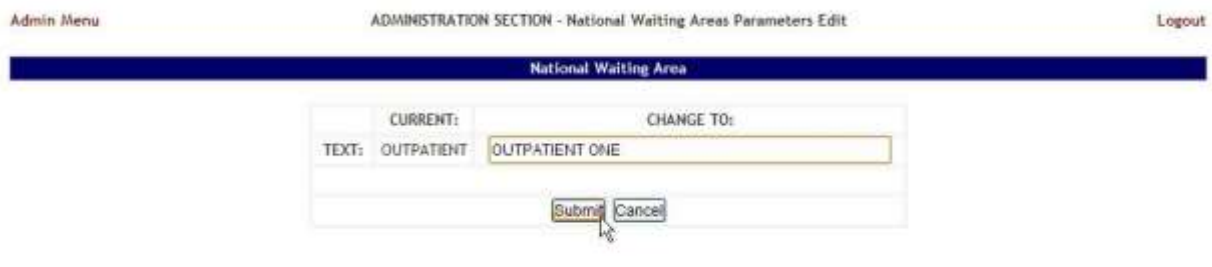 Admin Menu ADMINISTRATION SECTION - National Waiting Areas Parameters Edit Logout
National Waiting Area
CURRENT: CHANGE TO:
TEXT: OUTPATIENT OUTPATIENT ONE
Submit Cancel